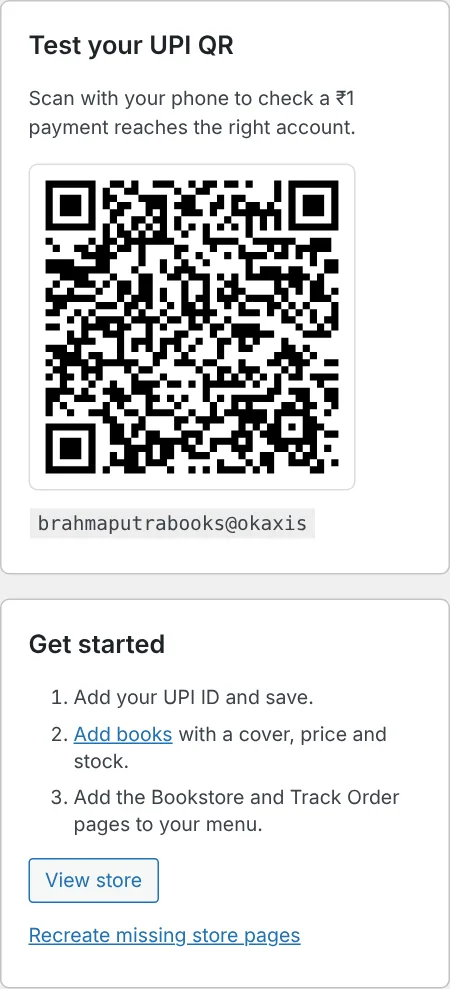 Test your UPI QR
Scan with your phone to check a ₹1
payment reaches the right account.
brahmaputrabooks@okaxis
Get started
1. Add your UPI ID and save.
2. Add books with a cover, price and
stock.
3. Add the Bookstore and Track Order
pages to your menu.
View store
Recreate missing store pages